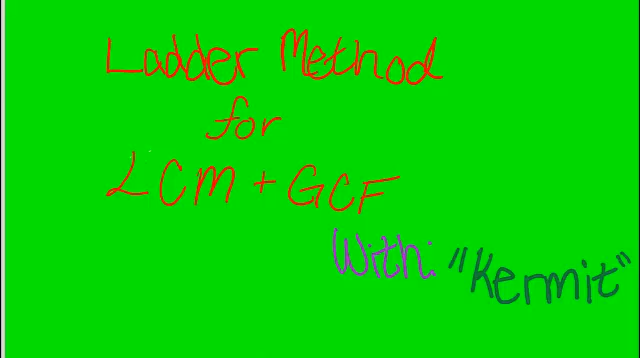 Ladder Method
for
LCM + GCF
With: "Kermit"